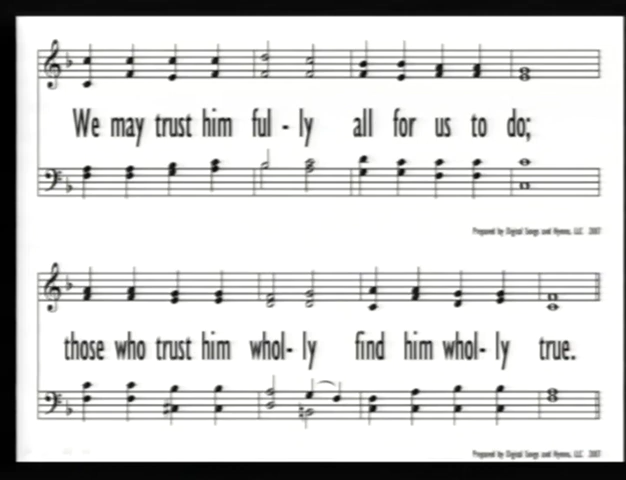 We may trust him ful - ly all for us to do;
Prepared by Digital Songs and Hymns, LLC 2007
those who trust him whol- ly find him whol- ly true.
Prepared by Digital Songs and Hymns, LLC 2007